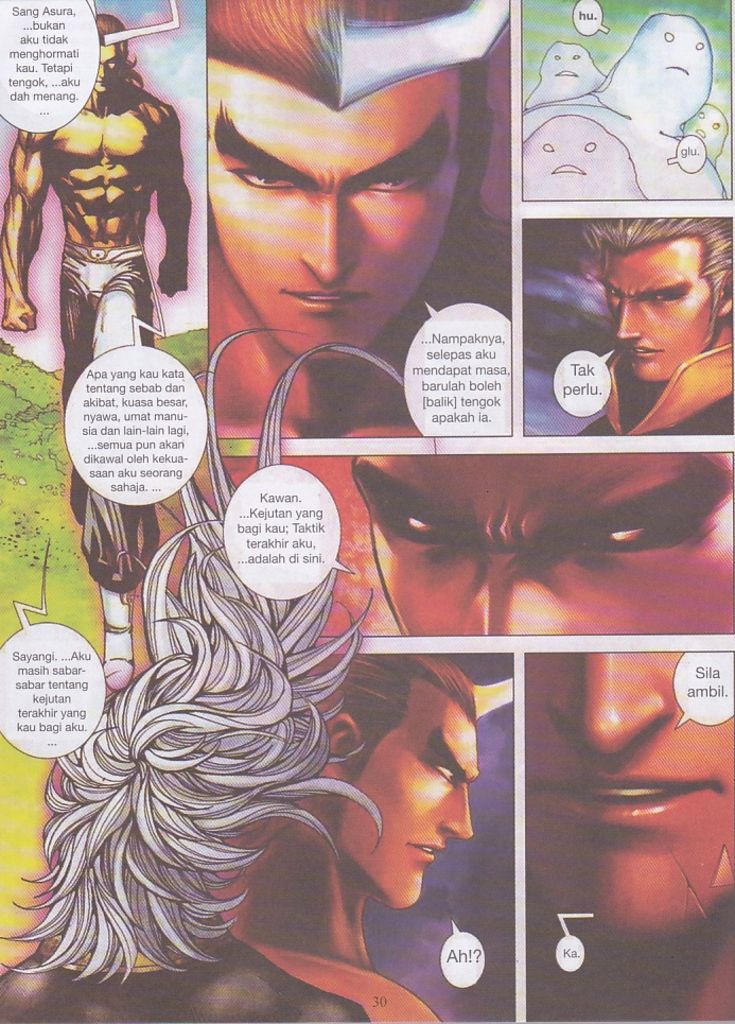 Sang Asura,
...bukan
aku tidak
menghormati
kau. Tetapi
tengok, ...aku
dah menang.
...
Apa yang kau kata
tentang sebab dan
akibat, kuasa besar,
nyawa, umat manu-
sia dan lain-lain lagi,
...semua pun akan
dikawal oleh kekua-
saan aku seorang
sahaja. ...
...Nampaknya,
selepas aku
mendapat masa,
barulah boleh
[balik] tengok
apakah ia.
hu.
glu.
Tak
perlu.
Kawan.
...Kejutan yang
bagi kau; Taktik
terakhir aku,
...adalah di sini.
Sayangi. ...Aku
masih sabar-
sabar tentang
kejutan
terakhir yang
kau bagi aku.
...
Ah!?
Sila
ambil.
Ka.
30